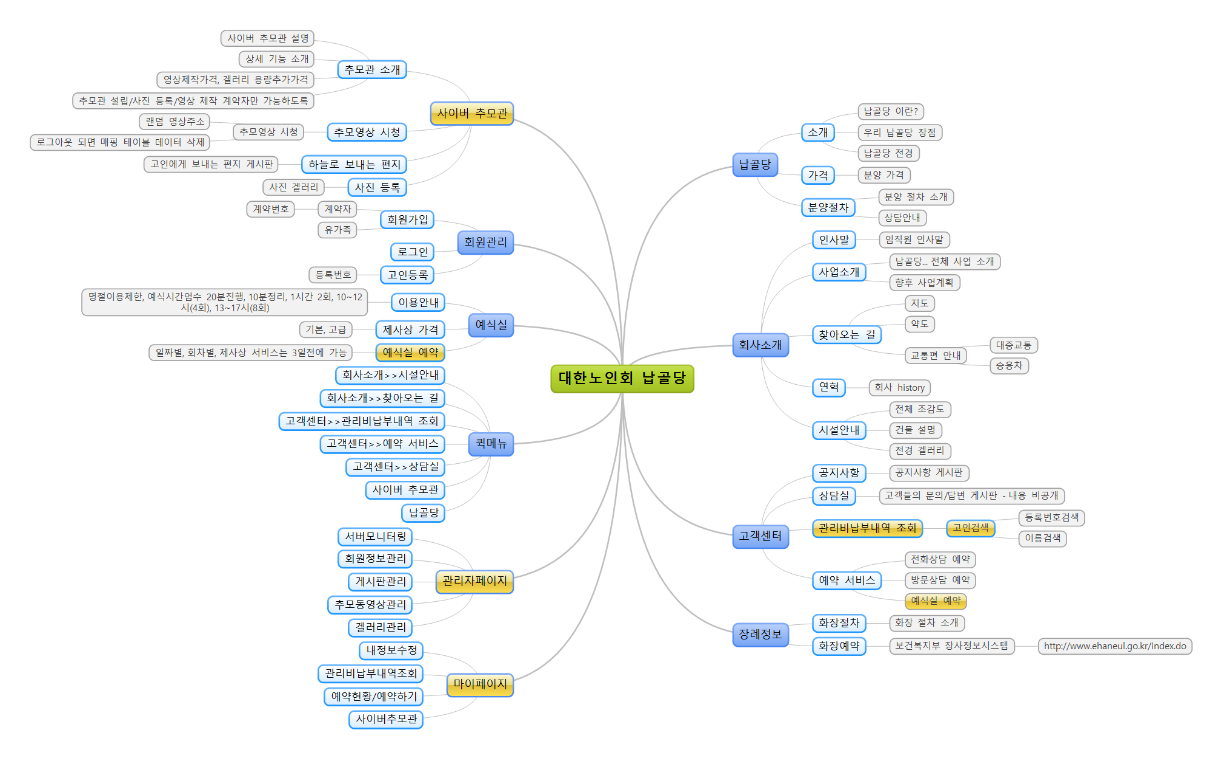 대한노인회 납골당
사이버 추모관
추모관 소개
사이버 추모관 설명
상세 기능 소개
영상제작가격, 갤러리 용량추가가격
추모관 설립/사진 등록/영상 제작 계약자만 가능하도록
추모영상 시청
추모영상 시청
랜덤 영상주소
로그아웃 되면 매핑 테이블 데이터 삭제
하늘로 보내는 편지
고인에게 보내는 편지 게시판
사진 등록
사진 갤러리
회원관리
회원가입
계약자
계약번호
유가족
로그인
고인등록
등록번호
예식실
이용안내
명절이용제한, 예식시간엄수 20분진행, 10분정리, 1시간 2회, 10~12
시(4회), 13~17시(8회)
제사상 가격
기본, 고급
예식실 예약
일짜별, 회차별, 제사상 서비스는 3일전에 가능
퀵메뉴
회사소개>>시설안내
회사소개>>찾아오는 길
고객센터>>관리비납부내역 조회
고객센터>>예약 서비스
고객센터>>상담실
사이버 추모관
납골당
관리자페이지
서버모니터링
회원정보관리
게시판관리
추모동영상관리
겔러리관리
마이페이지
내정보수정
관리비납부내역조회
예약현황/예약하기
사이버추모관
납골당
소개
납골당 이란?
우리 납골당 장점
납골당 전경
가격
분양 가격
분양절차
분양 절차 소개
상담안내
회사소개
인사말
임직원 인사말
사업소개
납골당... 전체 사업 소개
향후 사업계획
찾아오는 길
지도
약도
교통편 안내
대중교통
승용차
연혁
회사 history
시설안내
전체 조감도
건물 설명
전경 겔러리
고객센터
공지사항
공지사항 게시판
상담실
고객들의 문의/답변 게시판 - 내용 비공개
관리비납부내역 조회
고인검색
등록번호검색
이름검색
예약 서비스
전화상담 예약
방문상담 예약
예식실 예약
장례정보
화장절차
화장 절차 소개
화장예약
보건복지부 장사정보시스템
http://www.ehaneul.go.kr/index.do